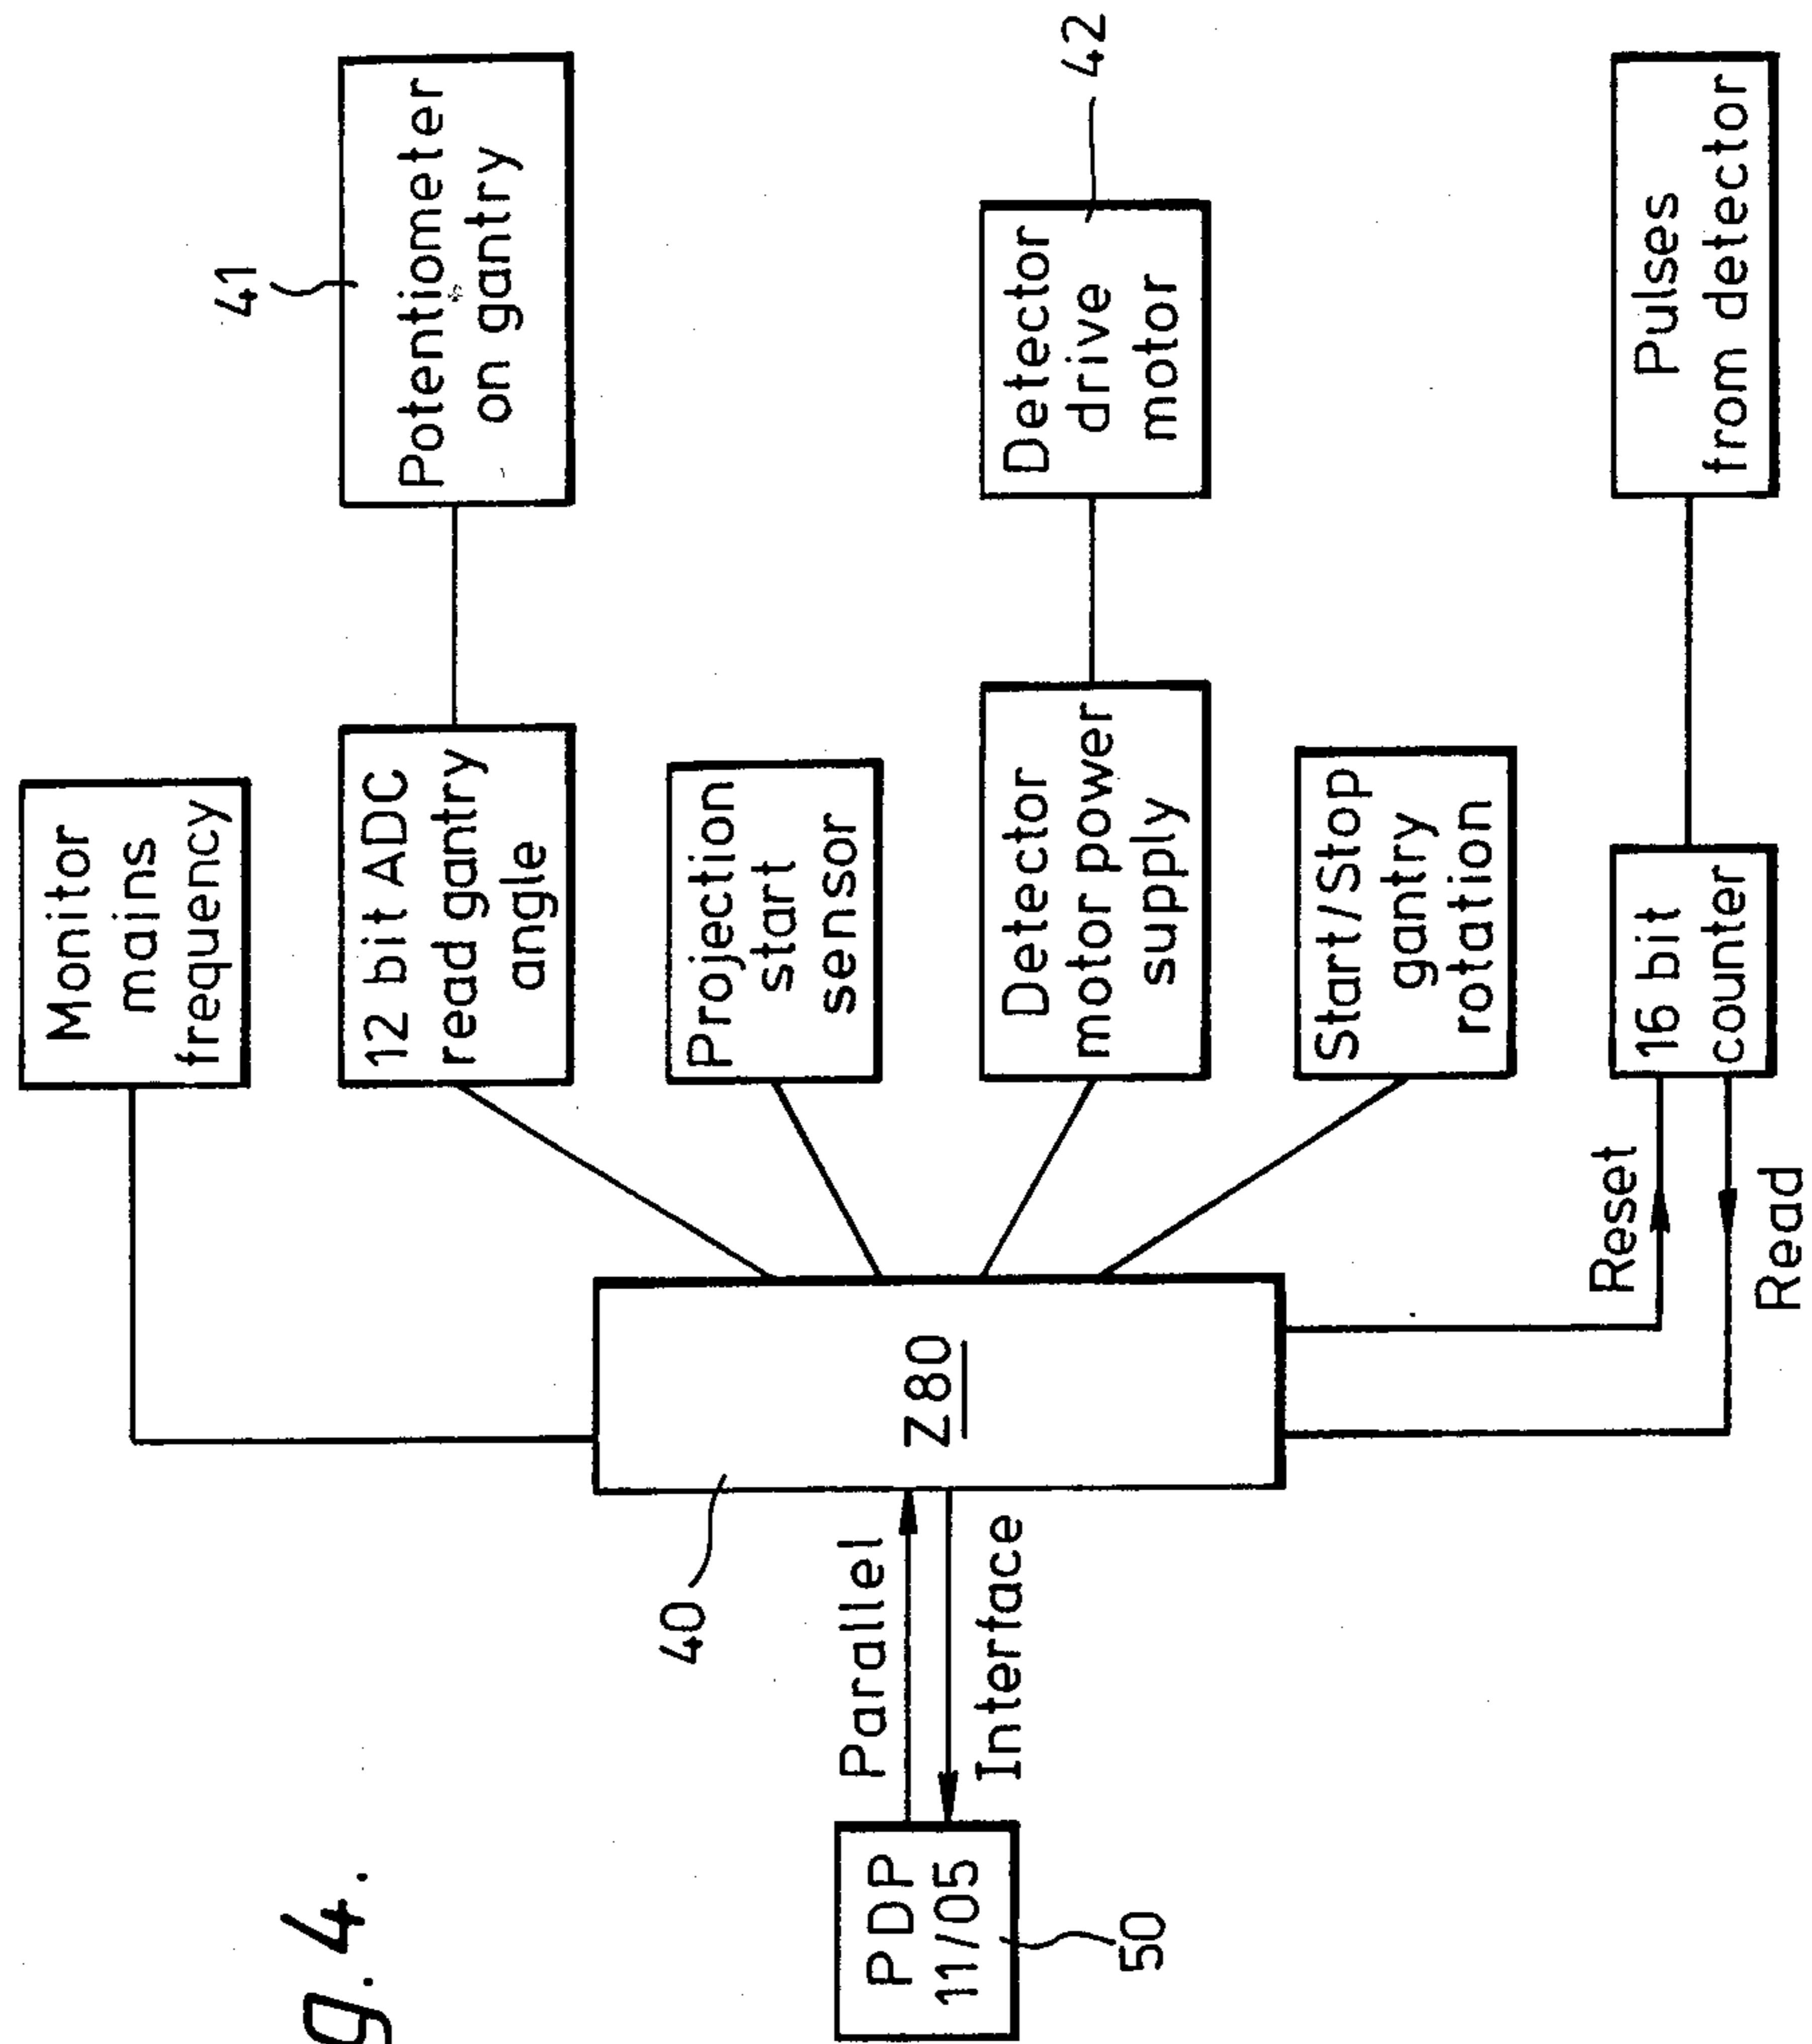 g. 4.
Monitor
mains
frequency
12 bit ADC
read gantry
angle
41
Potentiometer
on gantry
Projection
start
sensor
40
Z80
Parallel
Interface
PDP
11/05
50
Detector
motor power
supply
Detector
drive
motor
42
Start/Stop
gantry
rotation
Reset
Read
16 bit
counter
Pulses
from detector